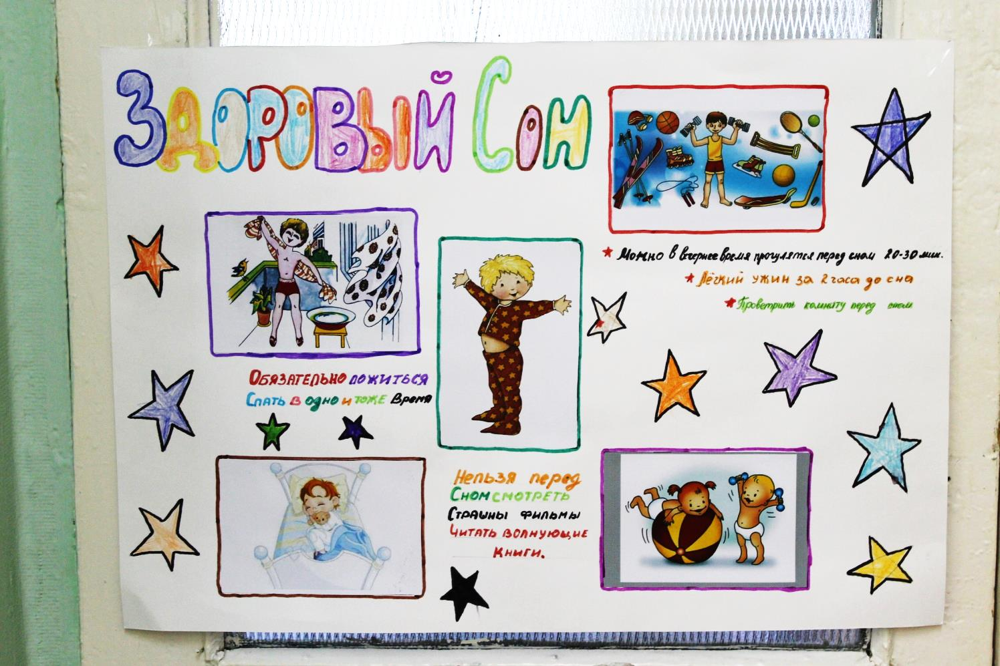 Здоровый Сон
Можно в вечернее время прогулятся перед сном 20-30 мин.
Лёгкий ужин за 2 часа до сна
Проветрить комнату перед сном
Обязательно ложиться
Спать в одно и тоже Время
Нельзя перед
Сном смотреть
Страшны фильмы
Читать волнующие
Книги.